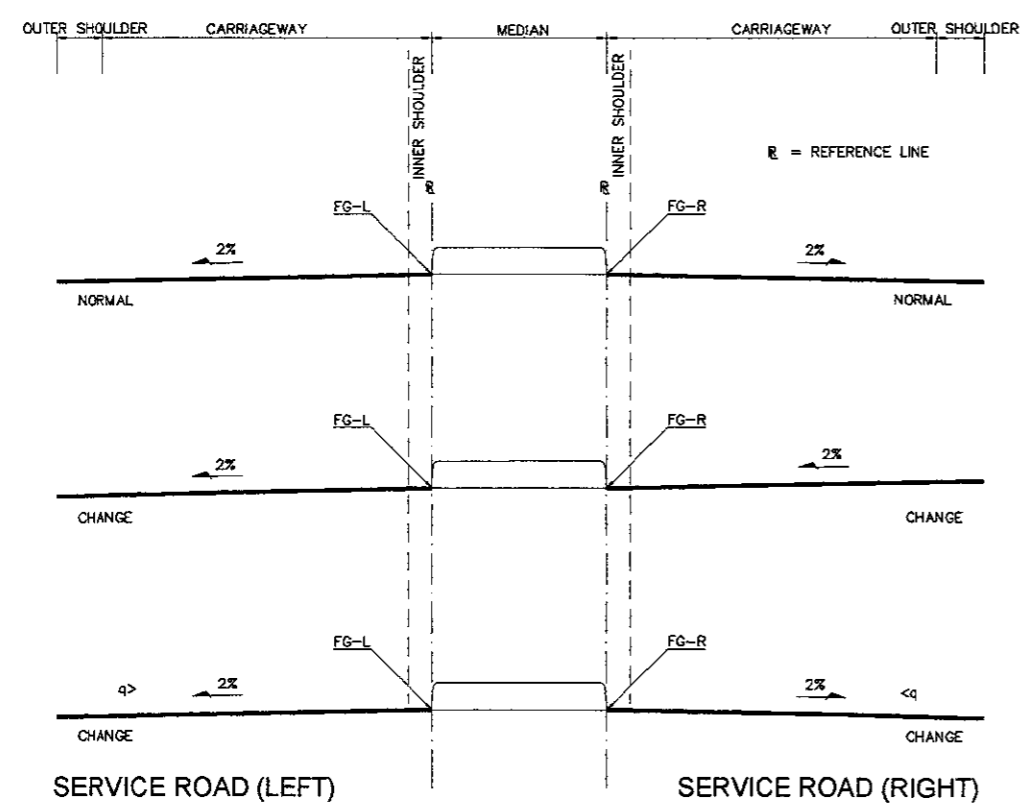 OUTER SHOULDER CARRIAGEWAY MEDIAN CARRIAGEWAY OUTER SHOULDER
INNER SHOULDER
INNER SHOULDER
℞ = REFERENCE LINE
℞ ℞
FG-L FG-R
2% 2%
NORMAL NORMAL
FG-L FG-R
2% 2%
CHANGE CHANGE
FG-L FG-R
q> 2% 2% <q
CHANGE CHANGE
SERVICE ROAD (LEFT) SERVICE ROAD (RIGHT)